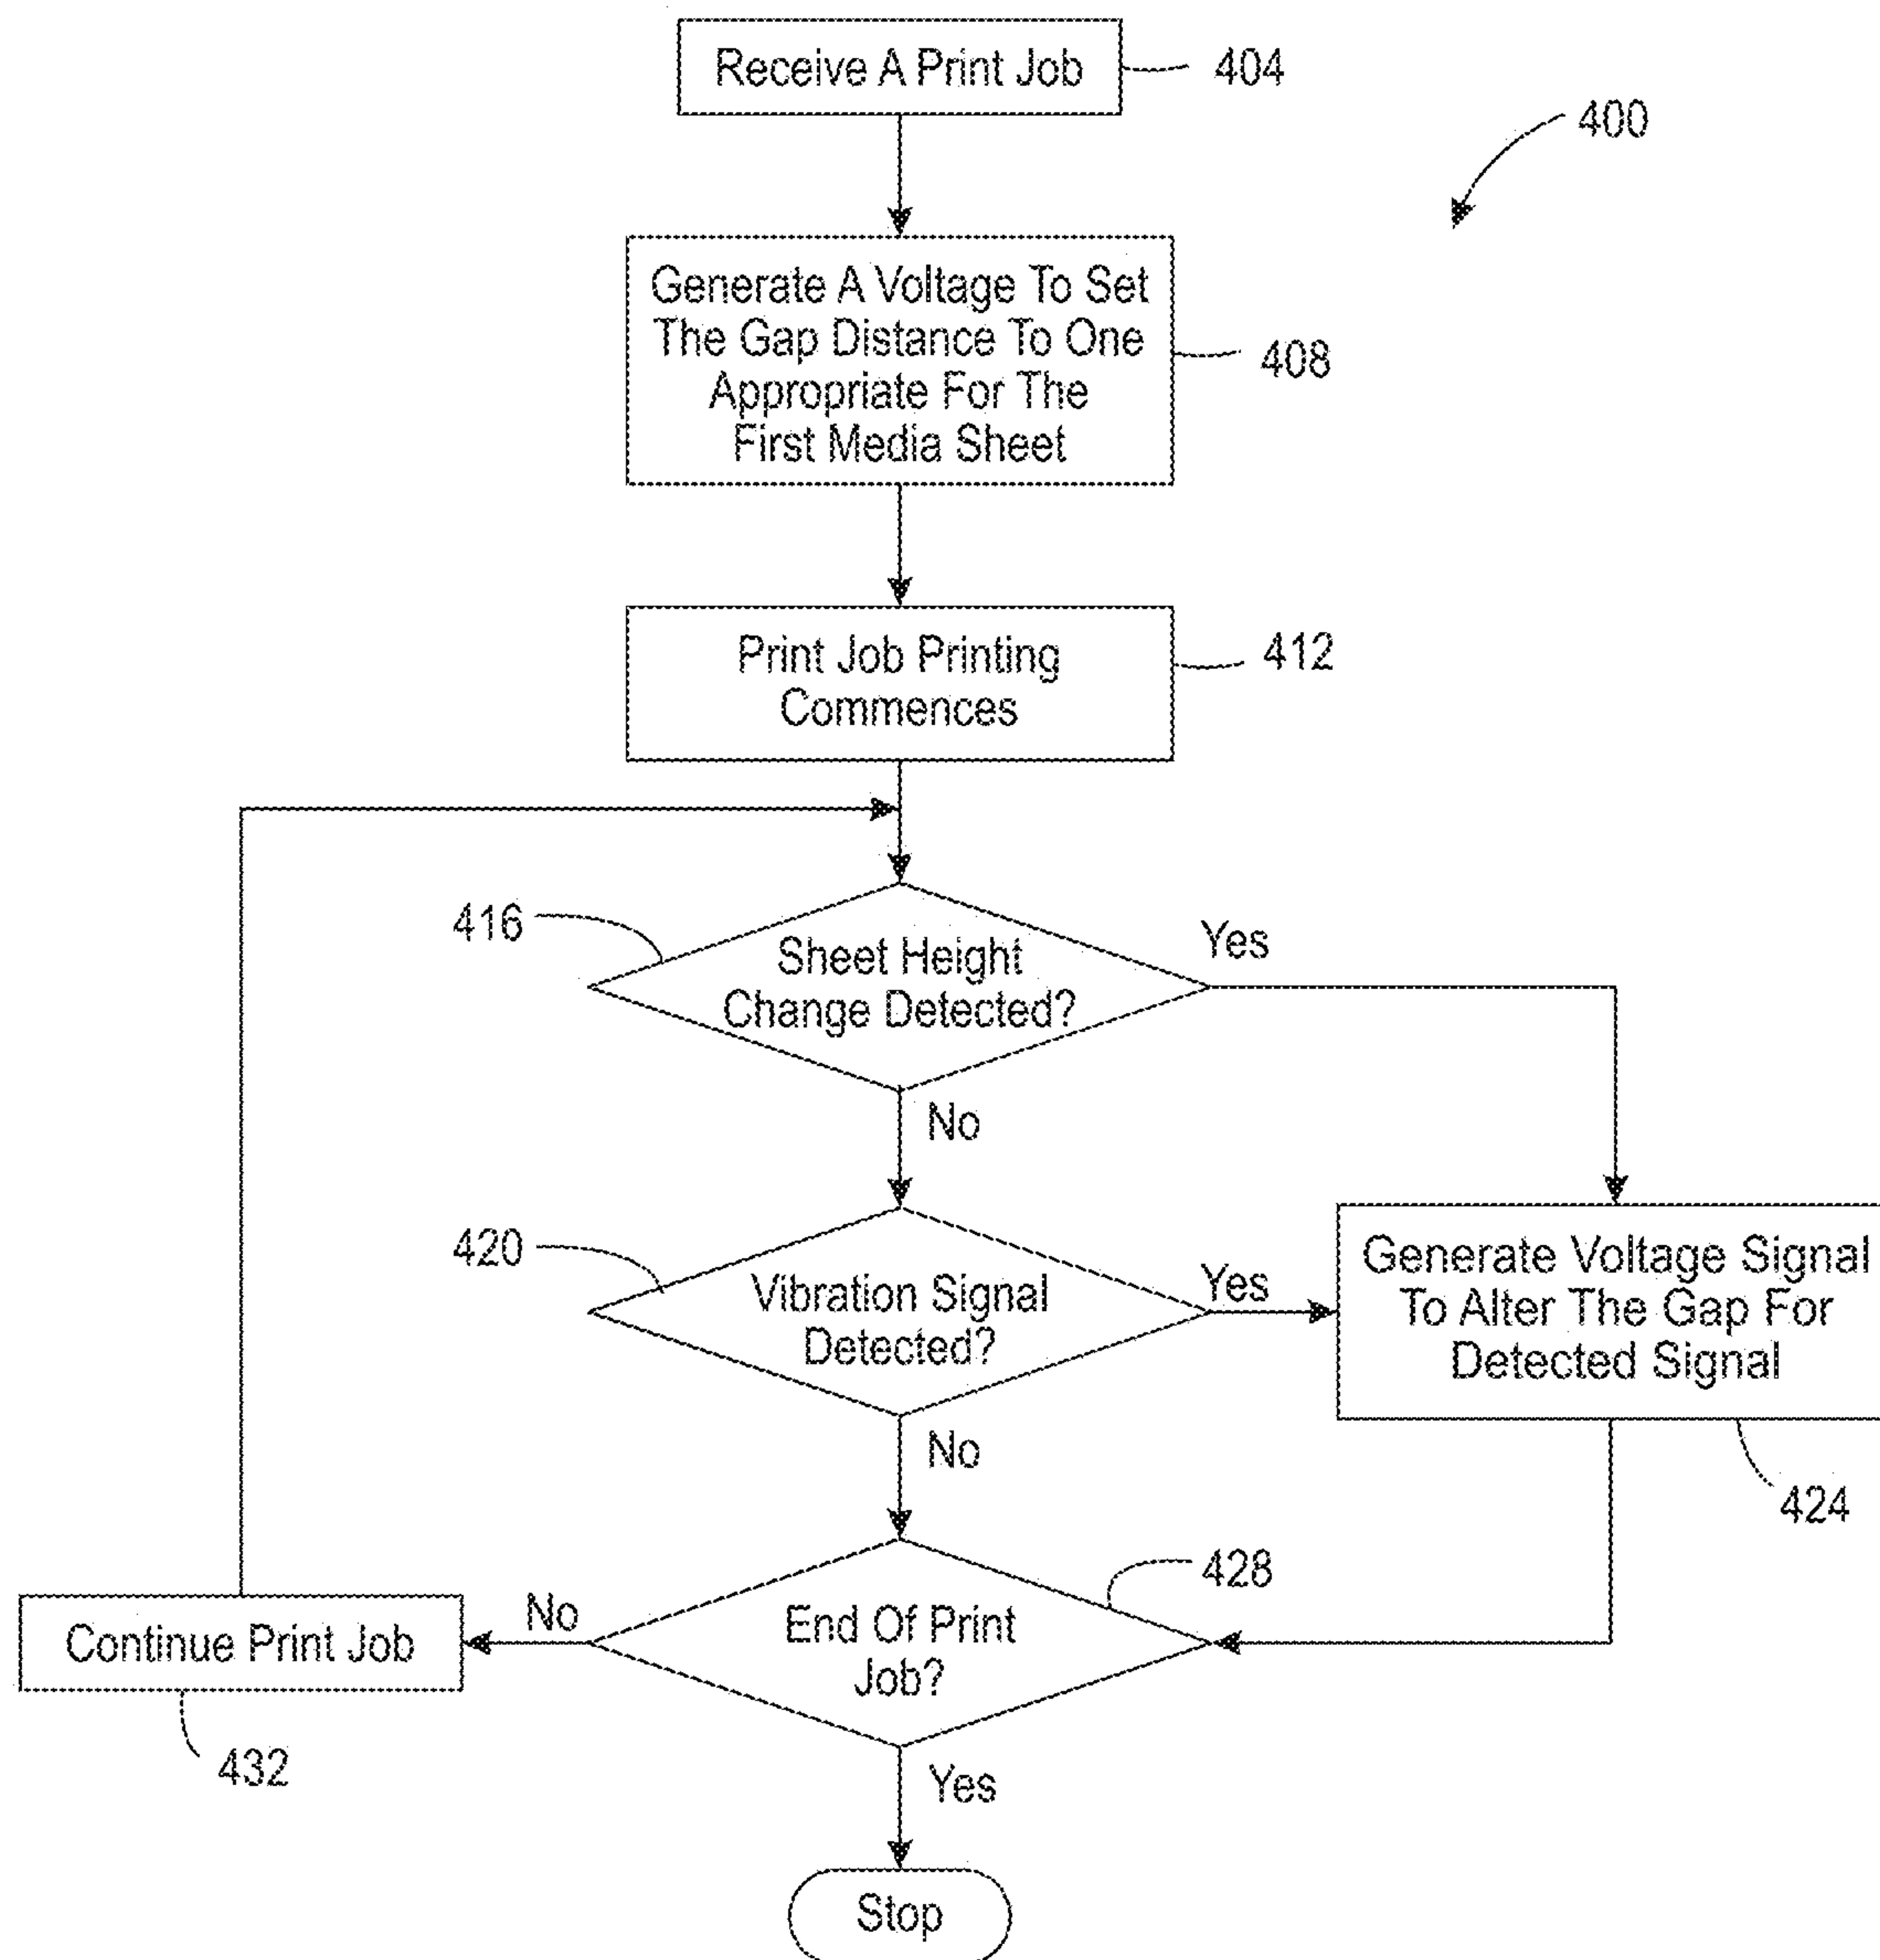 Receive A Print Job
404
400
Generate A Voltage To Set
The Gap Distance To One
Appropriate For The
First Media Sheet
408
Print Job Printing
Commences
412
416
Sheet Height
Change Detected?
Yes
No
420
Vibration Signal
Detected?
Yes
Generate Voltage Signal
To Alter The Gap For
Detected Signal
424
No
428
End Of Print
Job?
No
Continue Print Job
432
Yes
Stop